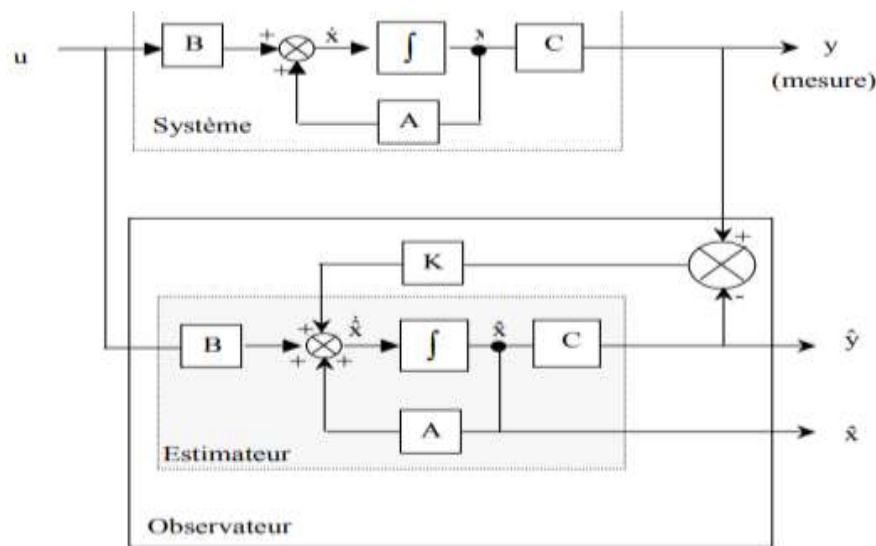 u B + + ẋ ∫ x C y
(mesure)
A
Système
+
K
-
B + + + x̂̇ ∫ x̂ C ŷ
A x̂
Estimateur
Observateur